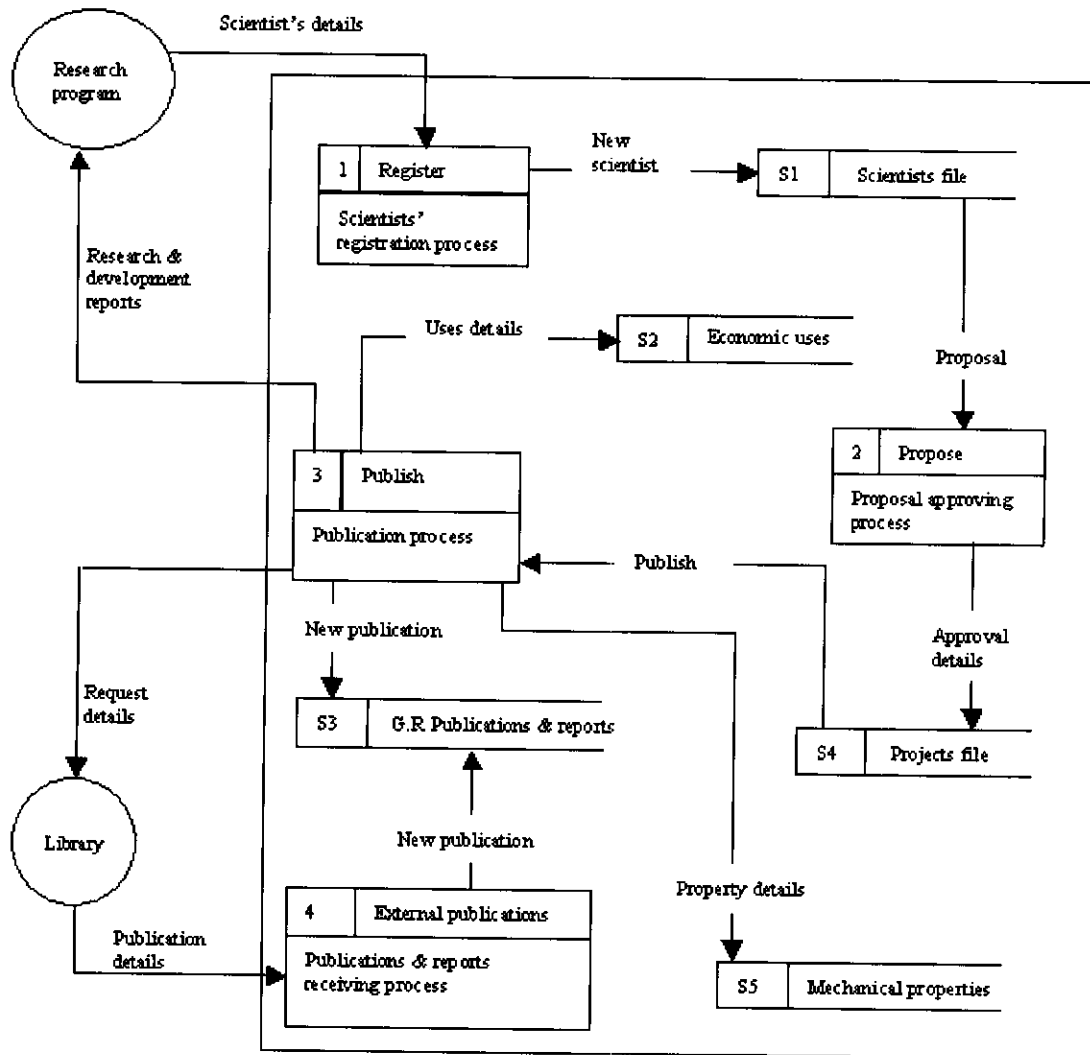 Scientist's details
Research
program
New
scientist
1 Register
S1 Scientists file
Scientists'
registration process
Research &
development
reports
Uses details
S2 Economic uses
Proposal
3 Publish
2 Propose
Proposal approving
process
Publication process
Publish
New publication
Approval
details
Request
details
S3 G.R Publications & reports
S4 Projects file
Library
New publication
Property details
4 External publications
Publication
details
Publications & reports
receiving process
S5 Mechanical properties